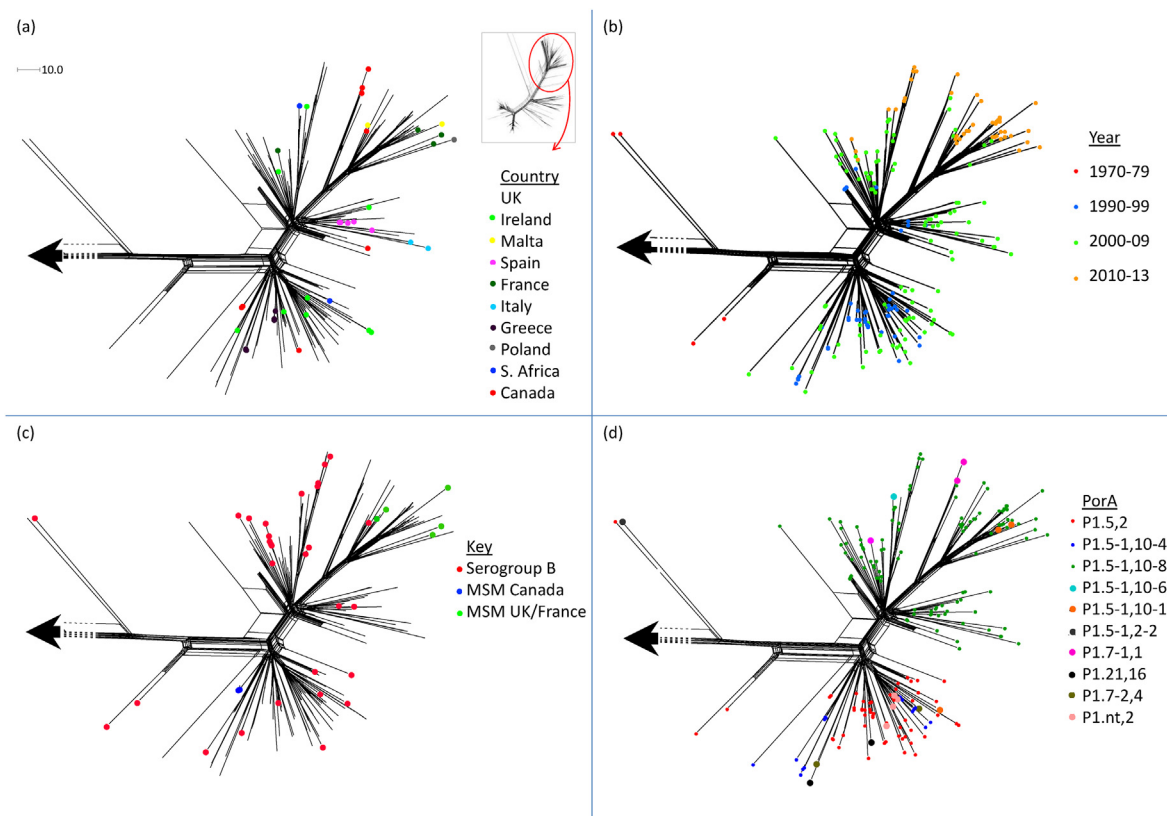 (a)
10.0
Country
UK
Ireland
Malta
Spain
France
Italy
Greece
Poland
S. Africa
Canada
(b)
Year
1970-79
1990-99
2000-09
2010-13
(c)
Key
Serogroup B
MSM Canada
MSM UK/France
(d)
PorA
P1.5,2
P1.5-1,10-4
P1.5-1,10-8
P1.5-1,10-6
P1.5-1,10-1
P1.5-1,2-2
P1.7-1,1
P1.21,16
P1.7-2,4
P1.nt,2